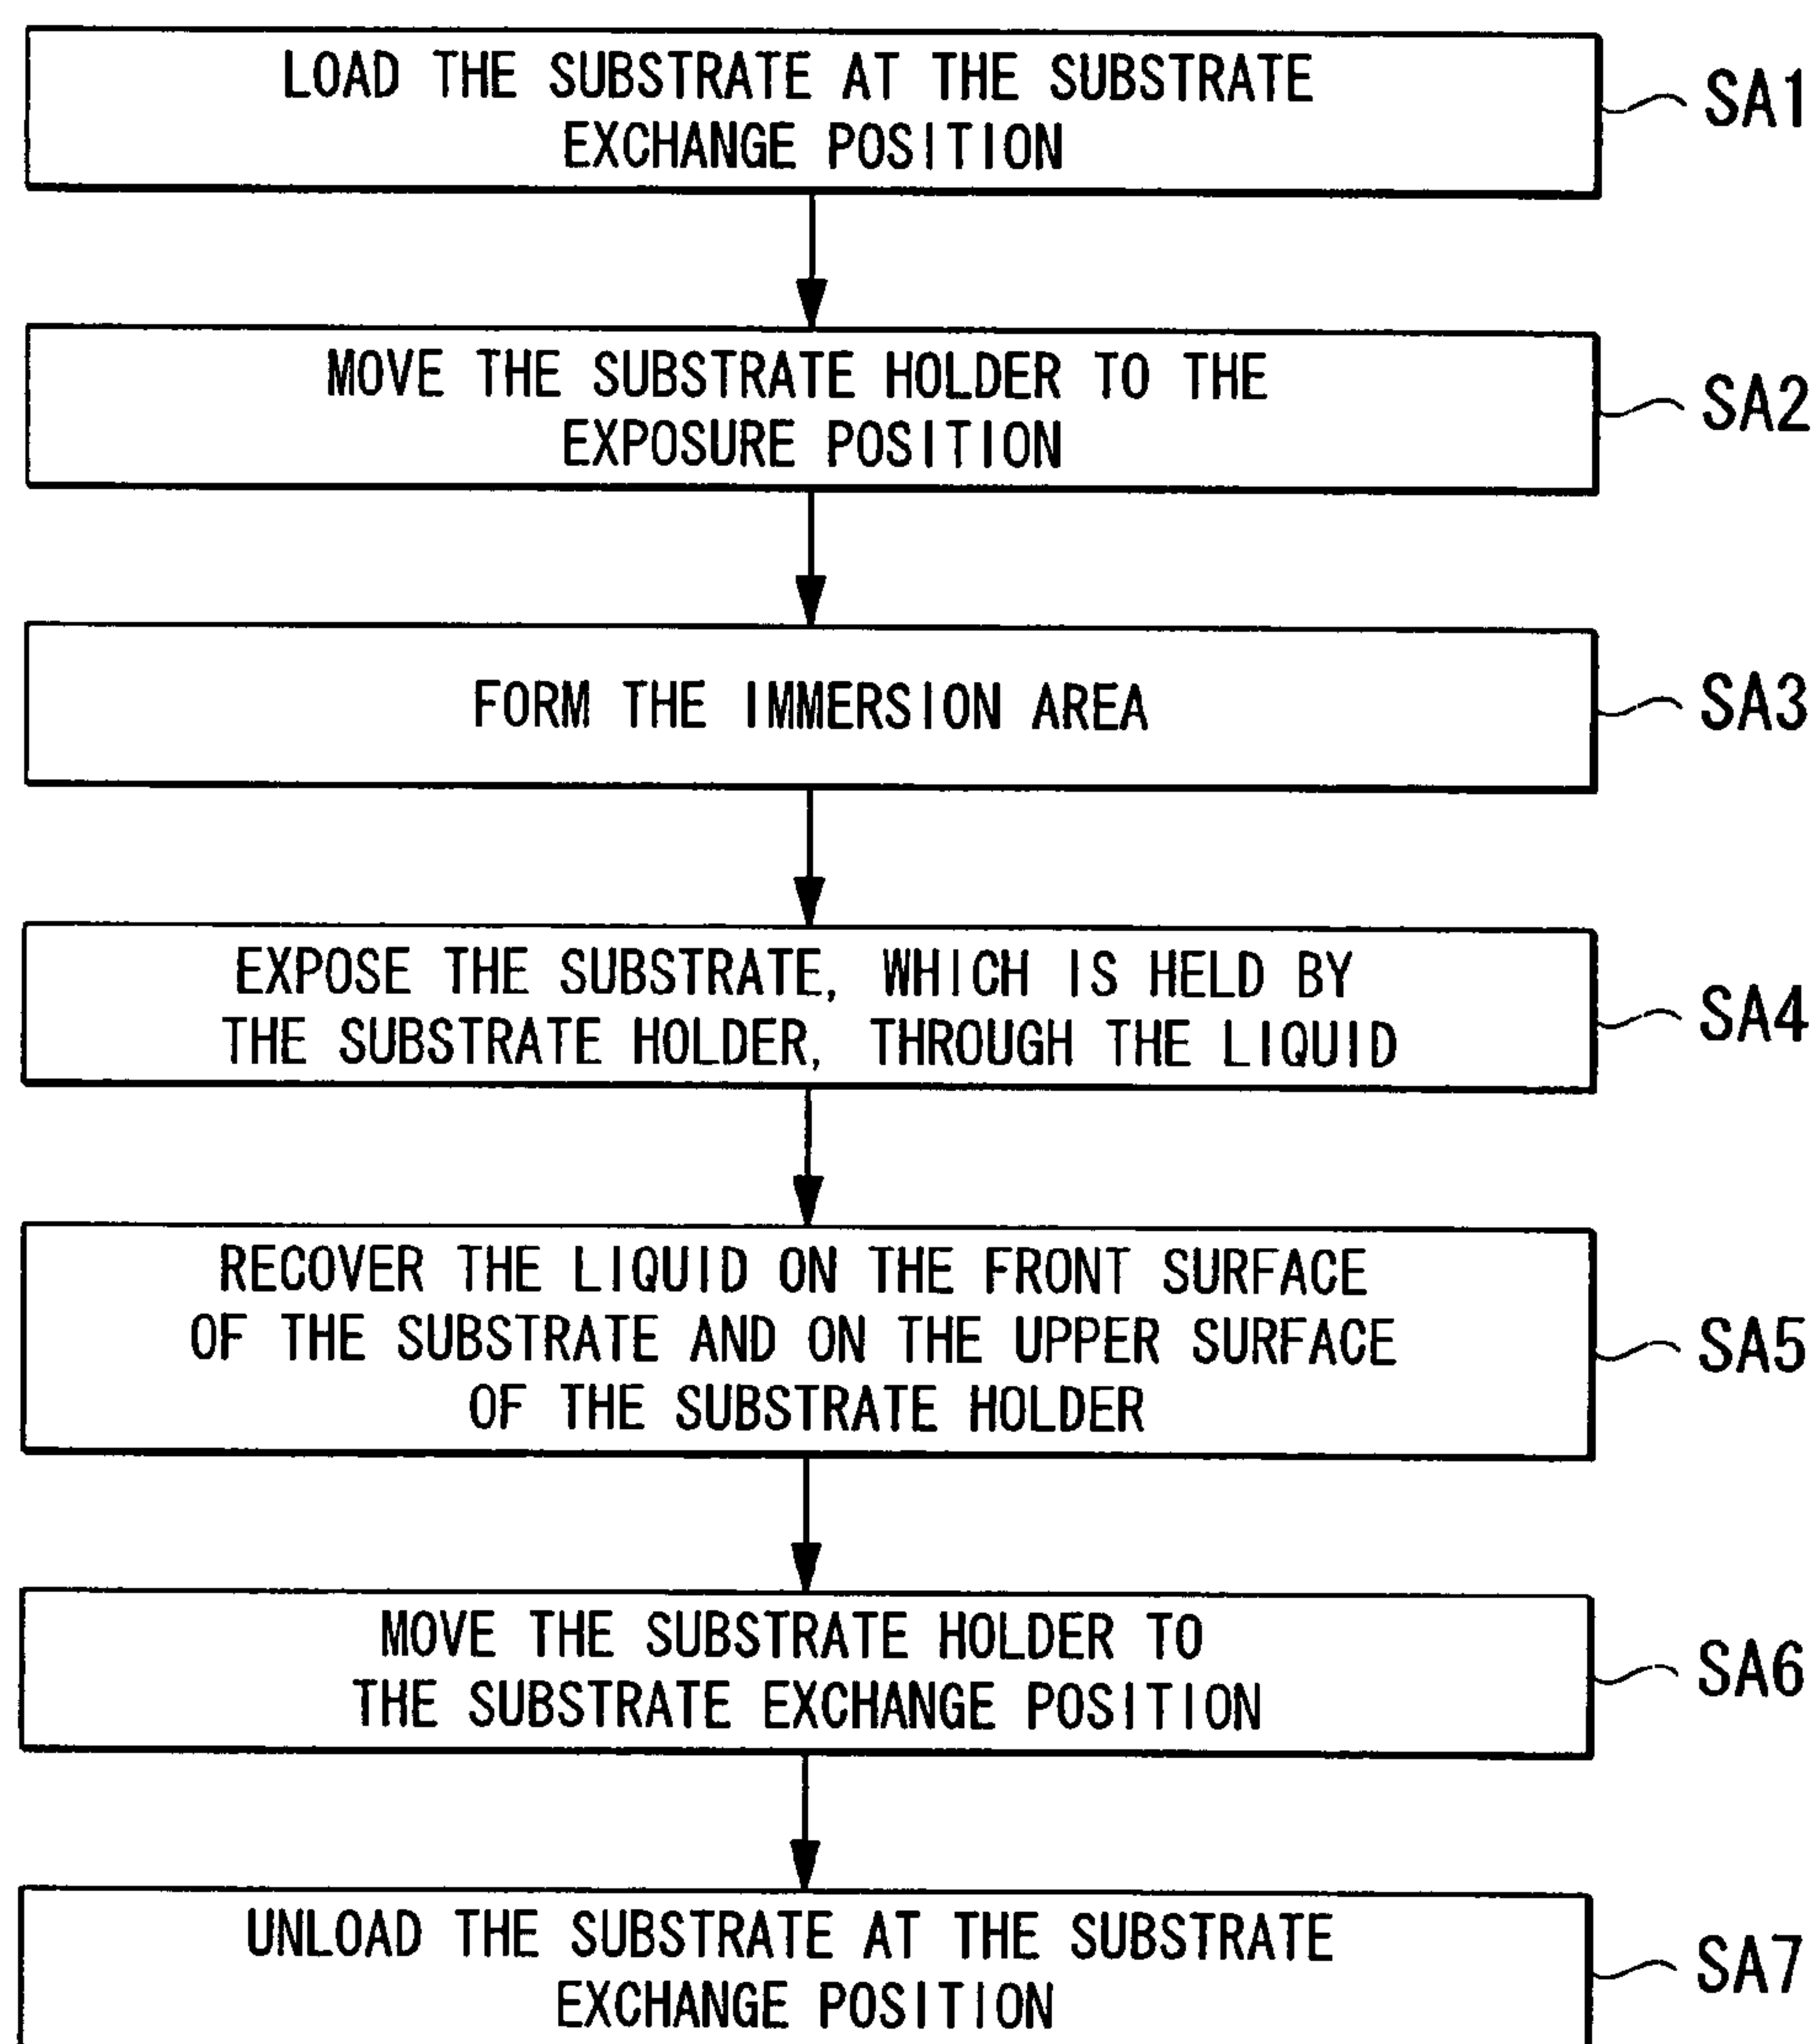 LOAD THE SUBSTRATE AT THE SUBSTRATE
EXCHANGE POSITION
SA1
MOVE THE SUBSTRATE HOLDER TO THE
EXPOSURE POSITION
SA2
FORM THE IMMERSION AREA
SA3
EXPOSE THE SUBSTRATE, WHICH IS HELD BY
THE SUBSTRATE HOLDER, THROUGH THE LIQUID
SA4
RECOVER THE LIQUID ON THE FRONT SURFACE
OF THE SUBSTRATE AND ON THE UPPER SURFACE
OF THE SUBSTRATE HOLDER
SA5
MOVE THE SUBSTRATE HOLDER TO
THE SUBSTRATE EXCHANGE POSITION
SA6
UNLOAD THE SUBSTRATE AT THE SUBSTRATE
EXCHANGE POSITION
SA7